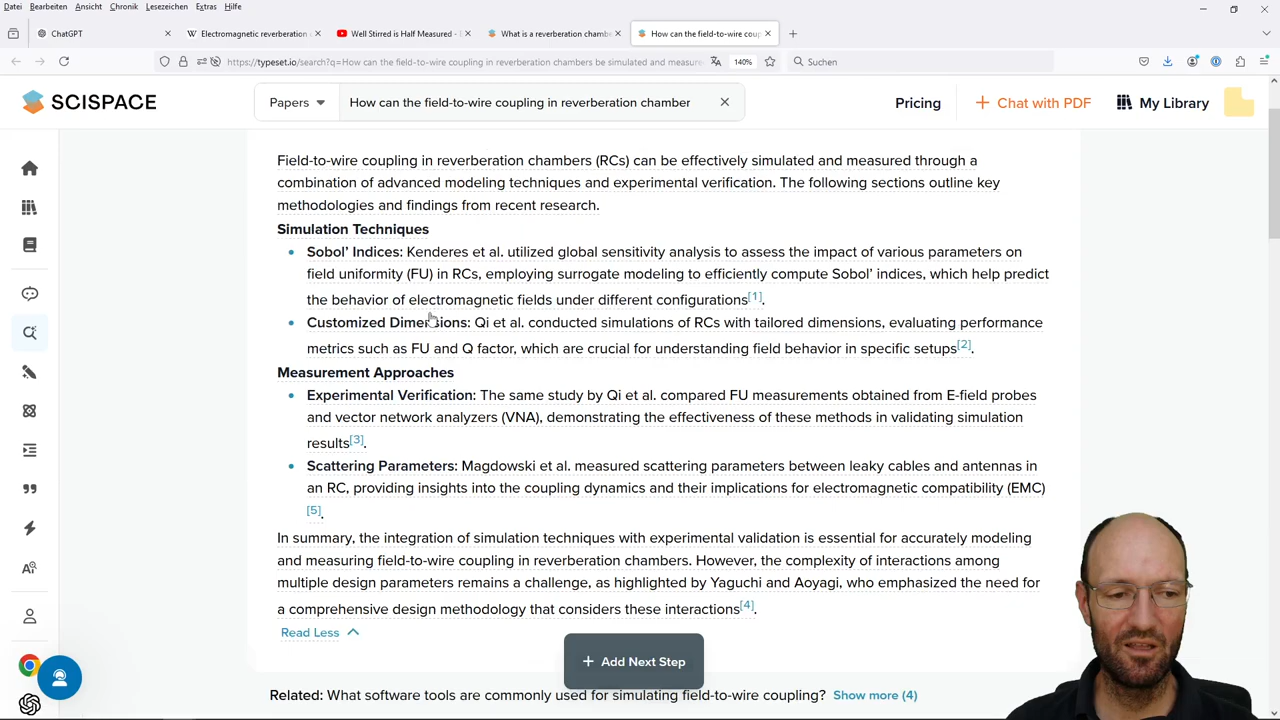 Datei Bearbeiten Ansicht Chronik Lesezeichen Extras Hilfe
ChatGPT
Electromagnetic reverberation
Well Stirred is Half Measured -
What is a reverberation chamb
How can the field-to-wire coup
https://typeset.io/search?q=How can the field-to-wire coupling in reverberation chambers be simulated and measur
140%
Suchen
SCISPACE
Papers
How can the field-to-wire coupling in reverberation chamber
Pricing
Chat with PDF
My Library
Field-to-wire coupling in reverberation chambers (RCs) can be effectively simulated and measured through a
combination of advanced modeling techniques and experimental verification. The following sections outline key
methodologies and findings from recent research.
Simulation Techniques
• Sobol’ Indices: Kenderes et al. utilized global sensitivity analysis to assess the impact of various parameters on
field uniformity (FU) in RCs, employing surrogate modeling to efficiently compute Sobol’ indices, which help predict
the behavior of electromagnetic fields under different configurations[1].
• Customized Dimensions: Qi et al. conducted simulations of RCs with tailored dimensions, evaluating performance
metrics such as FU and Q factor, which are crucial for understanding field behavior in specific setups[2].
Measurement Approaches
• Experimental Verification: The same study by Qi et al. compared FU measurements obtained from E-field probes
and vector network analyzers (VNA), demonstrating the effectiveness of these methods in validating simulation
results[3].
• Scattering Parameters: Magdowski et al. measured scattering parameters between leaky cables and antennas in
an RC, providing insights into the coupling dynamics and their implications for electromagnetic compatibility (EMC)
[5].
In summary, the integration of simulation techniques with experimental validation is essential for accurately modeling
and measuring field-to-wire coupling in reverberation chambers. However, the complexity of interactions among
multiple design parameters remains a challenge, as highlighted by Yaguchi and Aoyagi, who emphasized the need for
a comprehensive design methodology that considers these interactions[4].
Read Less
+ Add Next Step
Related: What software tools are commonly used for simulating field-to-wire coupling? Show more (4)